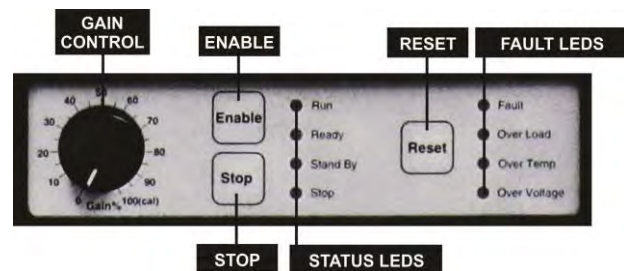 GAIN
CONTROL
ENABLE
RESET
FAULT LEDS
50
40
60
30
70
20
80
10
90
0
100(cal)
Gain%
Enable
Stop
Run
Ready
Stand By
Stop
Reset
Fault
Over Load
Over Temp
Over Voltage
STOP
STATUS LEDS